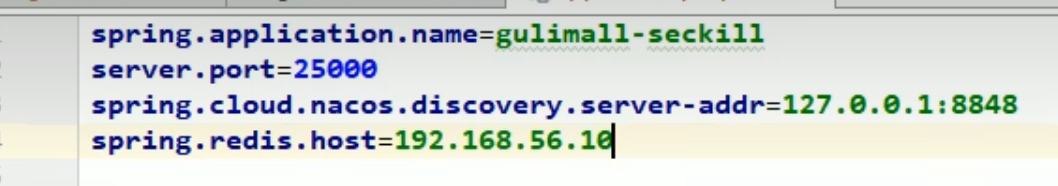 spring.application.name=gulimall-seckill
server.port=25000
spring.cloud.nacos.discovery.server-addr=127.0.0.1:8848
spring.redis.host=192.168.56.10